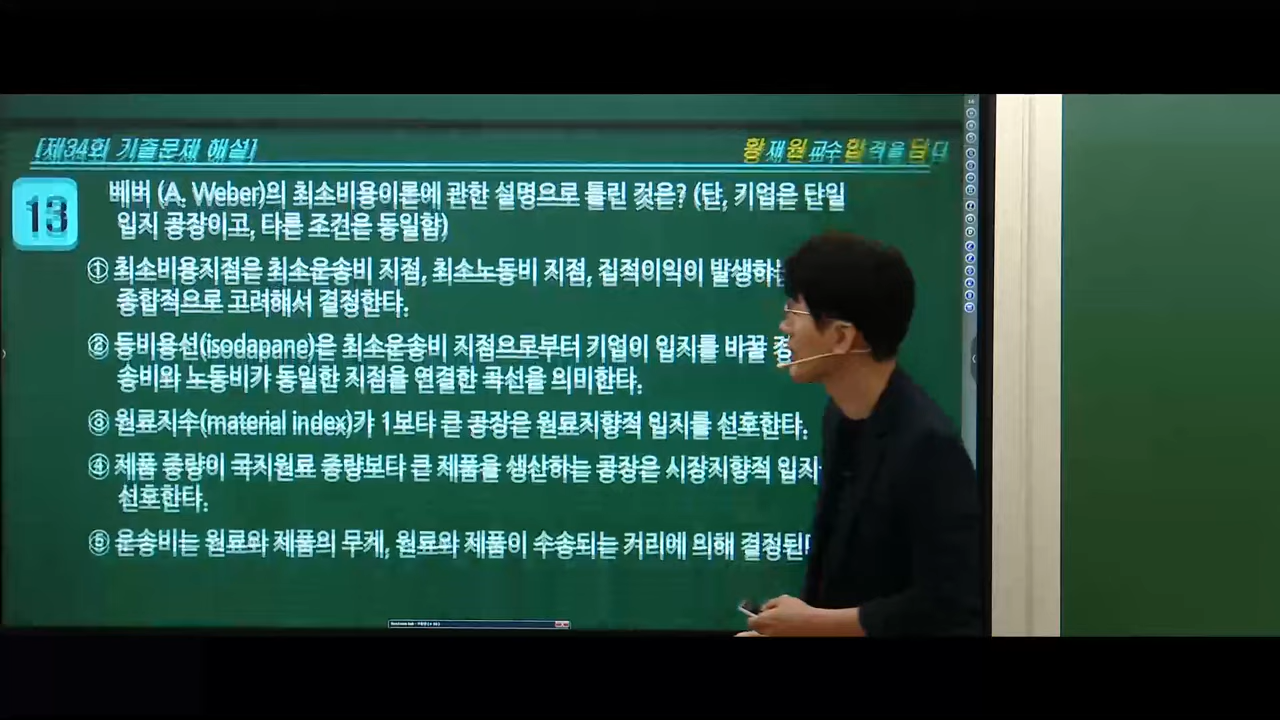 [제34회 기출문제 해설]
황재원 교수 합격을 담다
13
베버 (A. Weber)의 최소비용이론에 관한 설명으로 틀린 것은? (단, 기업은 단일
입지 공장이고, 다른 조건은 동일함)
① 최소비용지점은 최소운송비 지점, 최소노동비 지점, 집적이익이 발생하는
종합적으로 고려해서 결정한다.
② 등비용선(isodapane)은 최소운송비 지점으로부터 기업이 입지를 바꿀
송비와 노동비가 동일한 지점을 연결한 곡선을 의미한다.
③ 원료지수(material index)가 1보다 큰 공장은 원료지향적 입지를 선호한다.
④ 제품 중량이 국지원료 중량보다 큰 제품을 생산하는 공장은 시장지향적 입지
선호한다.
⑤ 운송비는 원료와 제품의 무게, 원료와 제품이 수송되는 거리에 의해 결정된다